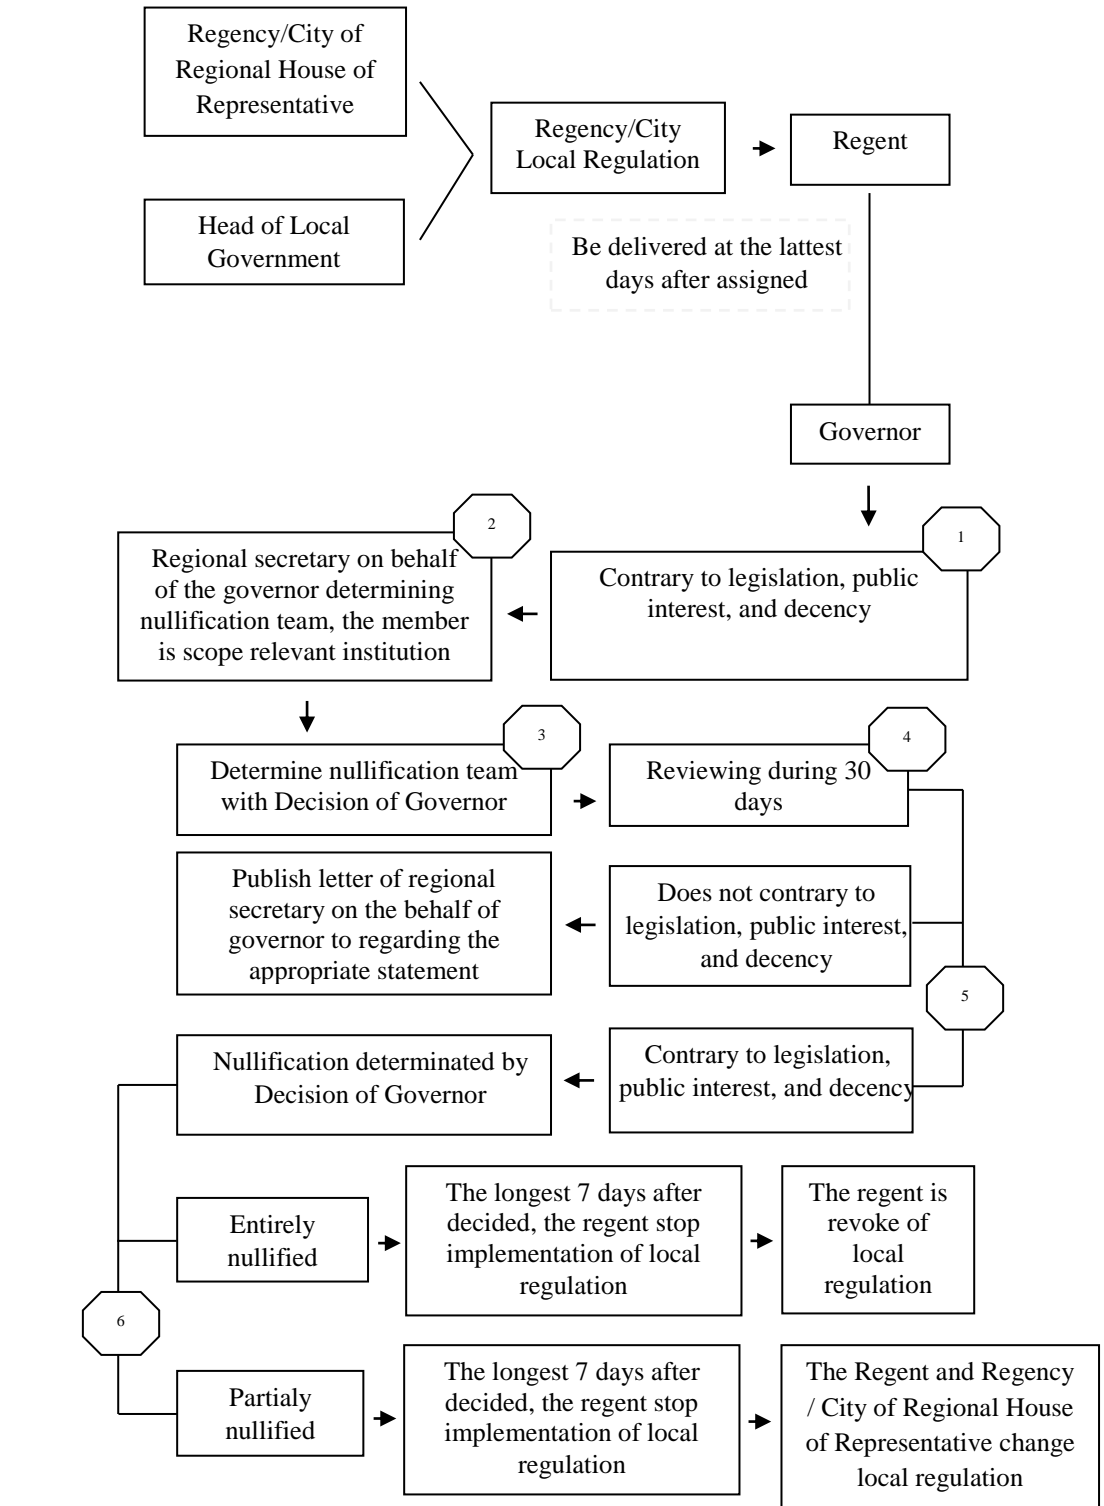 Regency/City of
Regional House of
Representative
Regency/City
Local Regulation
Regent
Head of Local
Government
Be delivered at the lattest
days after assigned
Governor
1
Contrary to legislation, public
interest, and decency
2
Regional secretary on behalf
of the governor determining
nullification team, the member
is scope relevant institution
3
Determine nullification team
with Decision of Governor
4
Reviewing during 30
days
Publish letter of regional
secretary on the behalf of
governor to regarding the
appropriate statement
Does not contrary to
legislation, public interest,
and decency
5
Nullification determinated by
Decision of Governor
Contrary to legislation,
public interest, and decency
Entirely
nullified
The longest 7 days after
decided, the regent stop
implementation of local
regulation
The regent is
revoke of
local
regulation
6
Partialy
nullified
The longest 7 days after
decided, the regent stop
implementation of local
regulation
The Regent and Regency
/ City of Regional House
of Representative change
local regulation